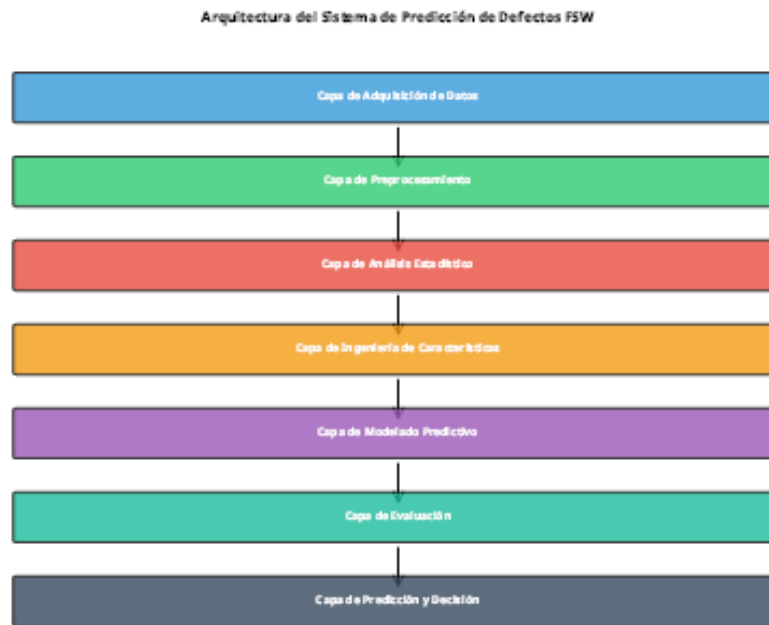 Arquitectura del Sistema de Predicción de Defectos FSW
Capa de Adquisición de Datos
Capa de Preprocesamiento
Capa de Análisis Estadístico
Capa de Ingeniería de Características
Capa de Modelado Predictivo
Capa de Evaluación
Capa de Predicción y Decisión